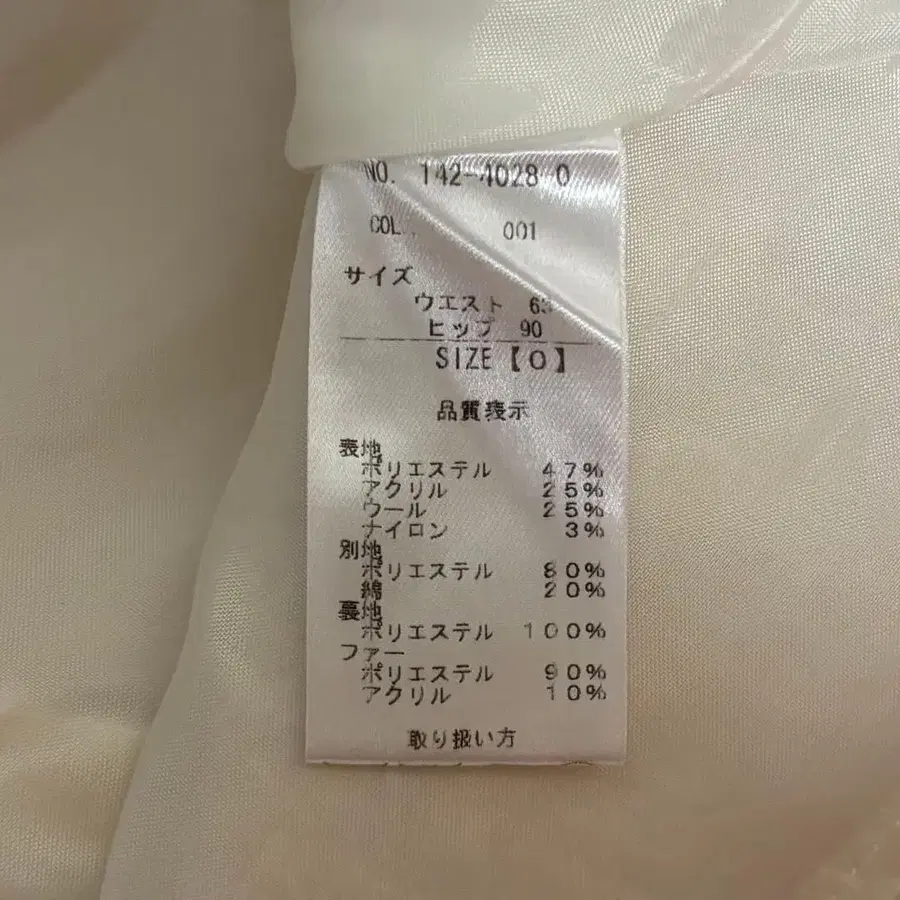 NO. 142-4028 0
COL. 001
サイズ
ウエスト 63
ヒップ 90
SIZE【0】
品質表示
表地
ポリエステル 47%
アクリル 25%
ウール 25%
ナイロン 3%
別地
ポリエステル 80%
綿 20%
裏地
ポリエステル 100%
ファー
ポリエステル 90%
アクリル 10%
取り扱い方